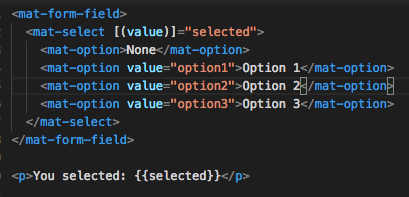 <mat-form-field>
<mat-select [(value)]="selected">
<mat-option>None</mat-option>
<mat-option value="option1">Option 1</mat-option>
<mat-option value="option2">Option 2</mat-option>
<mat-option value="option3">Option 3</mat-option>
</mat-select>
</mat-form-field>
<p>You selected: {{selected}}</p>